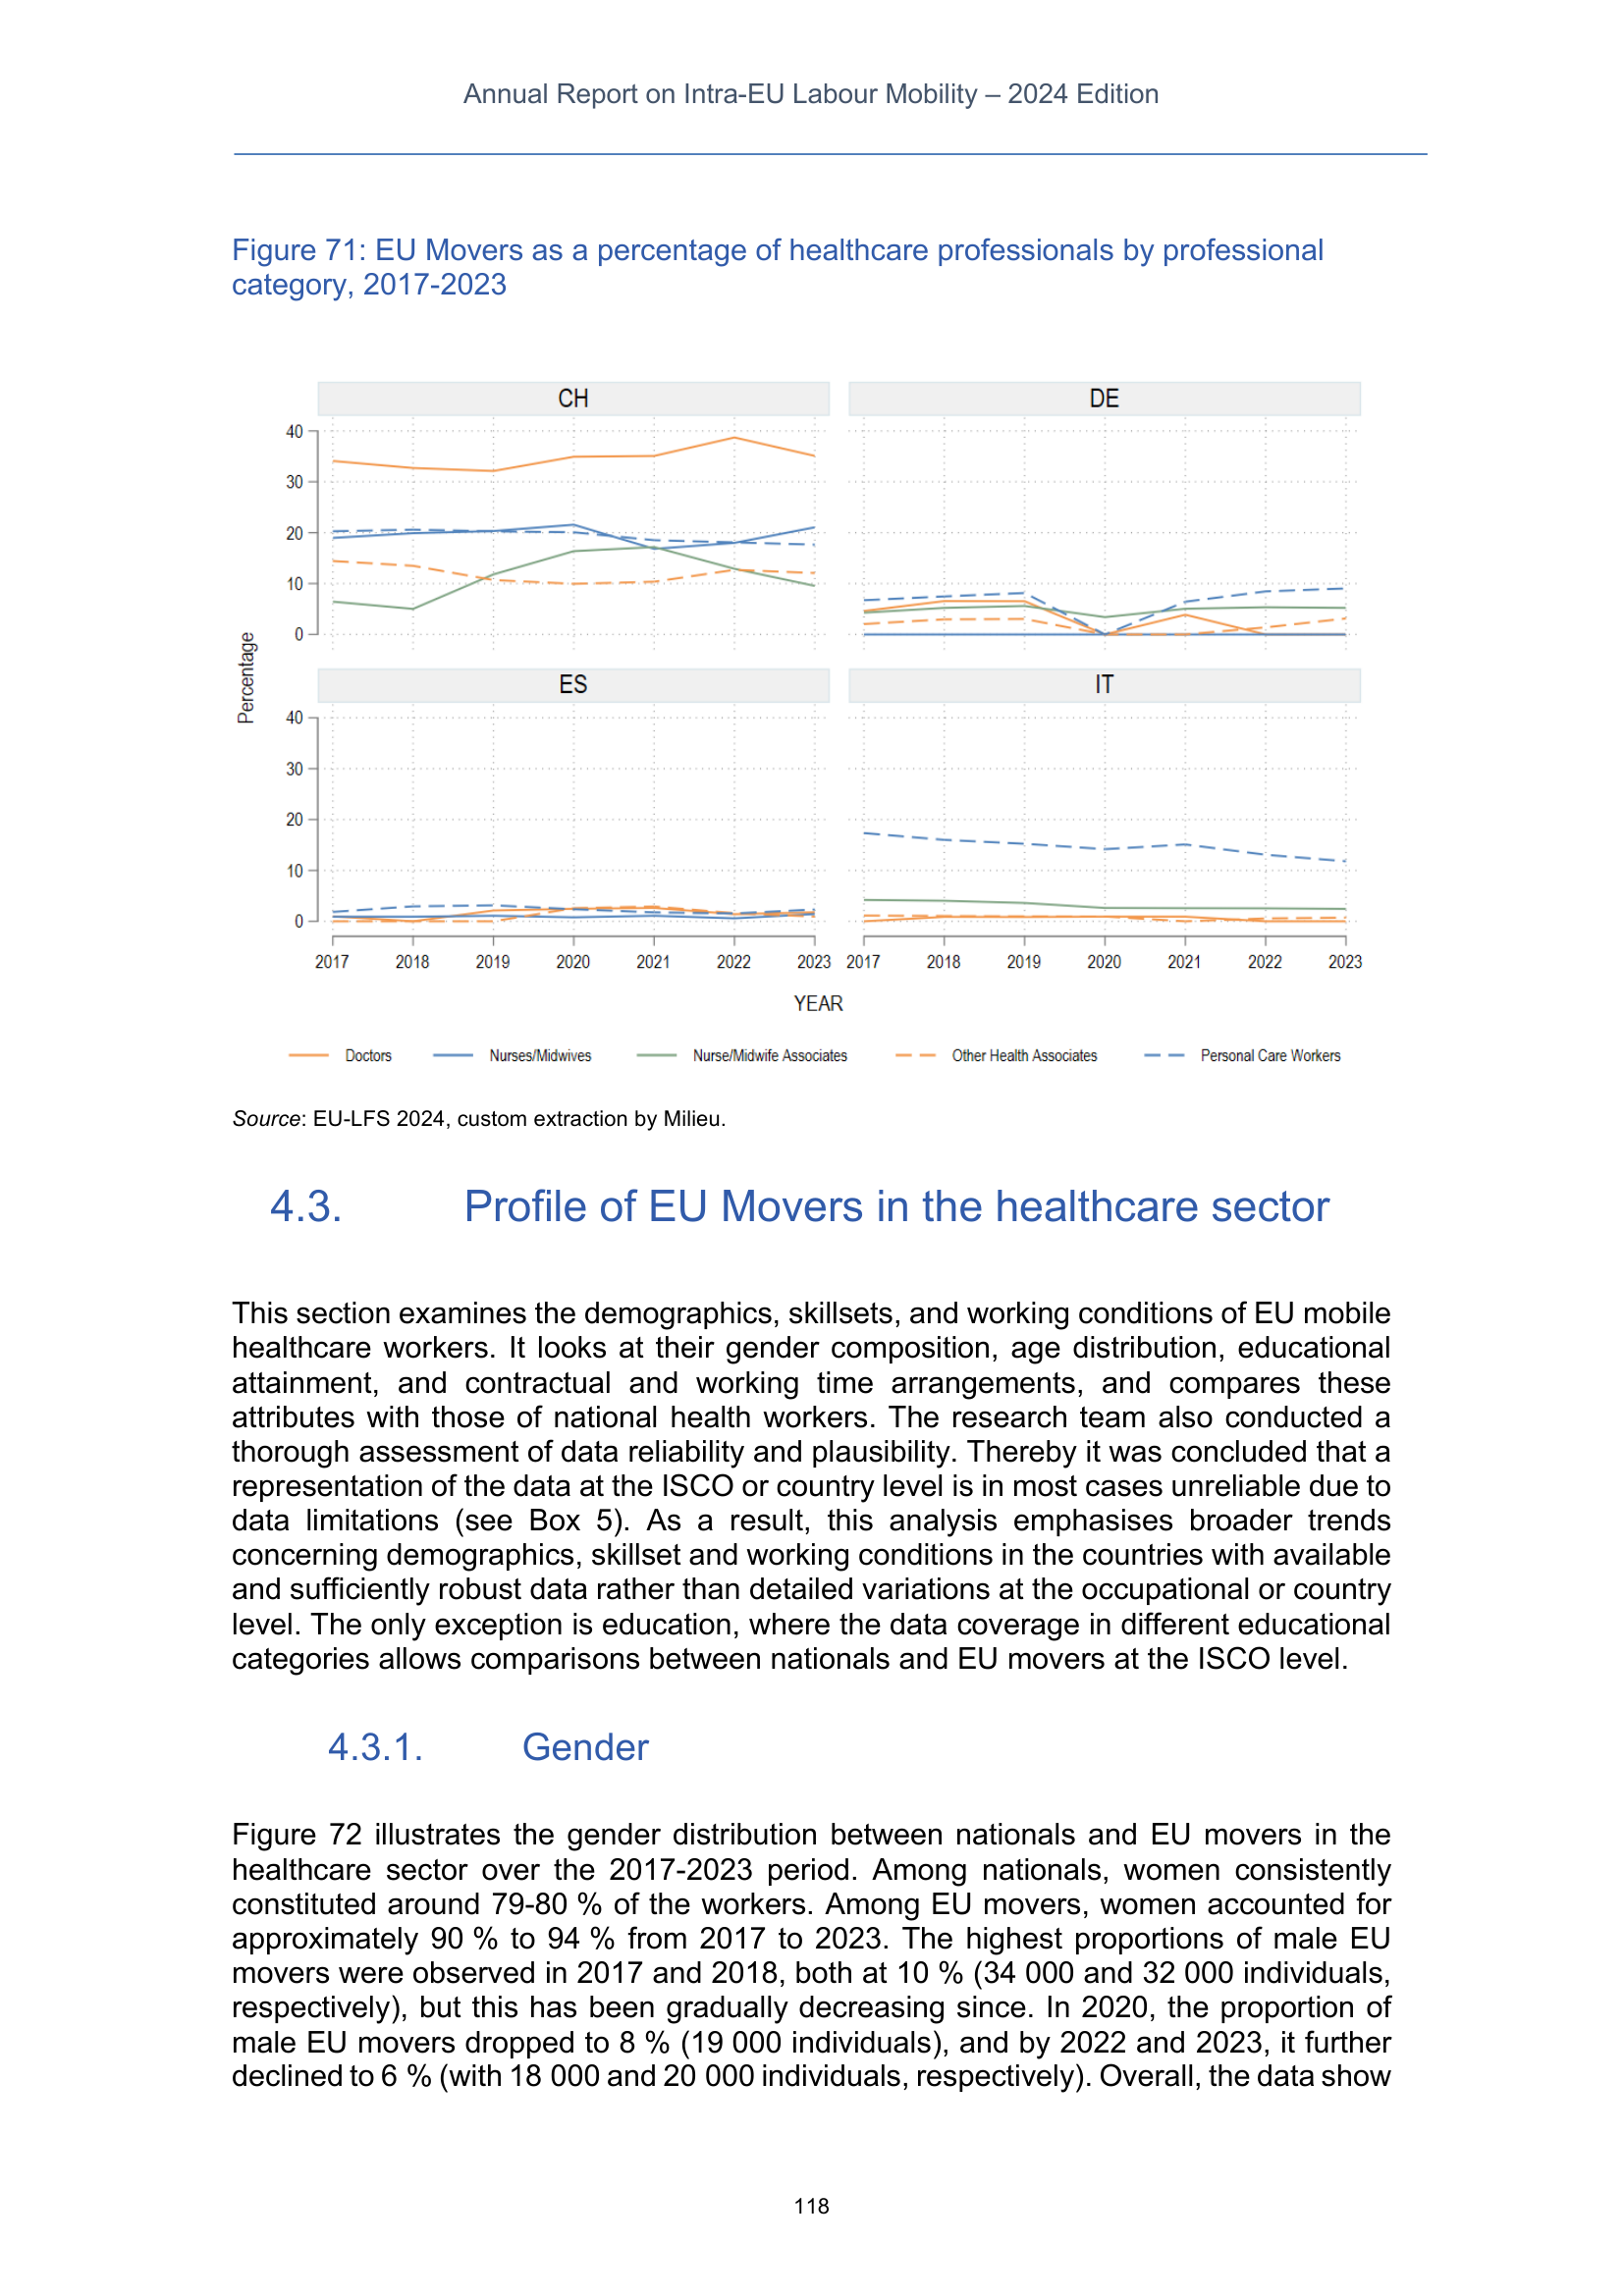 Annual Report on Intra-EU Labour Mobility – 2024 Edition
Figure 71: EU Movers as a percentage of healthcare professionals by professional
category, 2017-2023
CH
DE
40
30
20
10
0
Percentage
ES
IT
40
30
20
10
0
2017 2018 2019 2020 2021 2022 2023 2017 2018 2019 2020 2021 2022 2023
YEAR
Doctors Nurses/Midwives Nurse/Midwife Associates Other Health Associates Personal Care Workers
Source: EU-LFS 2024, custom extraction by Milieu.
4.3. Profile of EU Movers in the healthcare sector
This section examines the demographics, skillsets, and working conditions of EU mobile
healthcare workers. It looks at their gender composition, age distribution, educational
attainment, and contractual and working time arrangements, and compares these
attributes with those of national health workers. The research team also conducted a
thorough assessment of data reliability and plausibility. Thereby it was concluded that a
representation of the data at the ISCO or country level is in most cases unreliable due to
data limitations (see Box 5). As a result, this analysis emphasises broader trends
concerning demographics, skillset and working conditions in the countries with available
and sufficiently robust data rather than detailed variations at the occupational or country
level. The only exception is education, where the data coverage in different educational
categories allows comparisons between nationals and EU movers at the ISCO level.
4.3.1. Gender
Figure 72 illustrates the gender distribution between nationals and EU movers in the
healthcare sector over the 2017-2023 period. Among nationals, women consistently
constituted around 79-80 % of the workers. Among EU movers, women accounted for
approximately 90 % to 94 % from 2017 to 2023. The highest proportions of male EU
movers were observed in 2017 and 2018, both at 10 % (34 000 and 32 000 individuals,
respectively), but this has been gradually decreasing since. In 2020, the proportion of
male EU movers dropped to 8 % (19 000 individuals), and by 2022 and 2023, it further
declined to 6 % (with 18 000 and 20 000 individuals, respectively). Overall, the data show
118